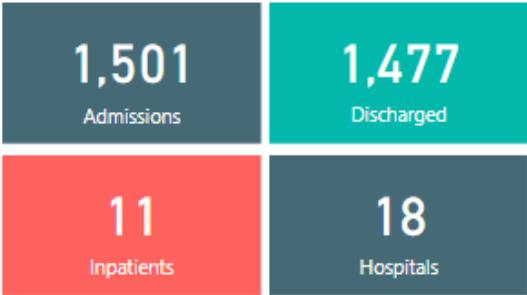 1,501
Admissions
1,477
Discharged
11
Inpatients
18
Hospitals